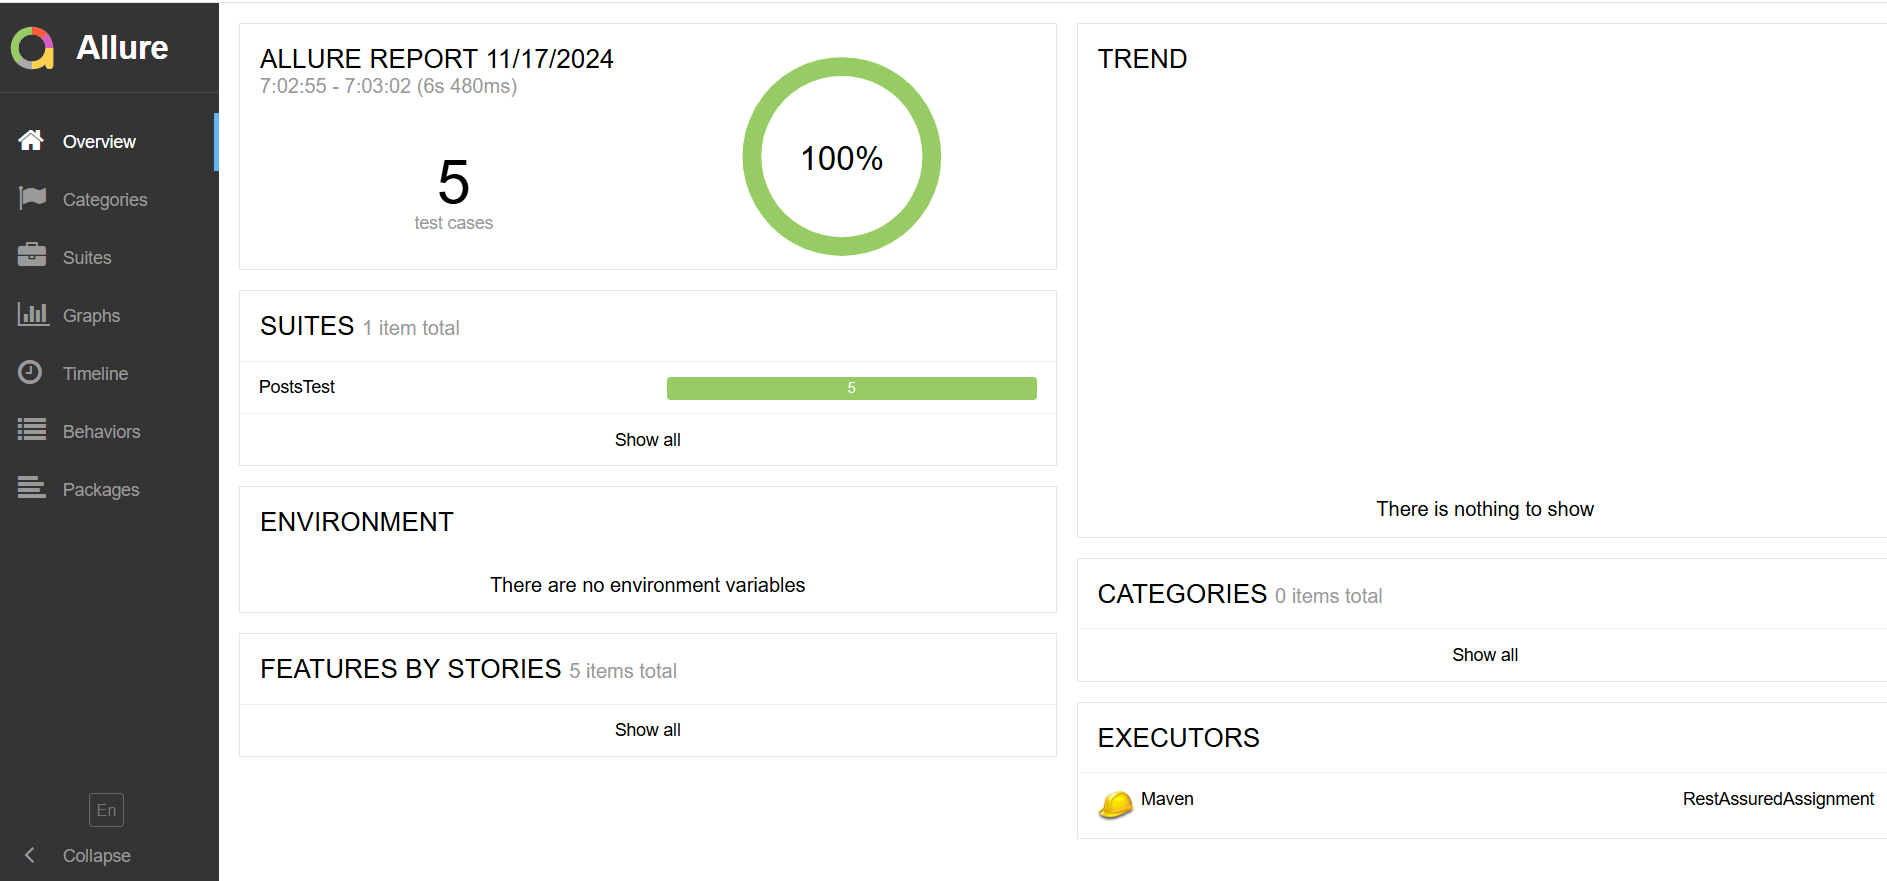 Allure
Overview
Categories
Suites
Graphs
Timeline
Behaviors
Packages
En
Collapse
ALLURE REPORT 11/17/2024
7:02:55 - 7:03:02 (6s 480ms)
5
test cases
100%
SUITES 1 item total
PostsTest 5
Show all
ENVIRONMENT
There are no environment variables
FEATURES BY STORIES 5 items total
Show all
TREND
There is nothing to show
CATEGORIES 0 items total
Show all
EXECUTORS
Maven RestAssuredAssignment